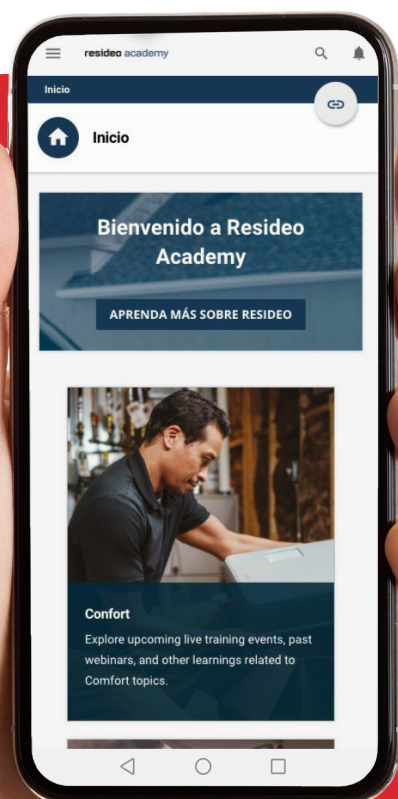 resideo academy
Inicio
Inicio
Bienvenido a Resideo
Academy
APRENDA MÁS SOBRE RESIDEO
Confort
Explore upcoming live training events, past
webinars, and other learnings related to
Comfort topics.